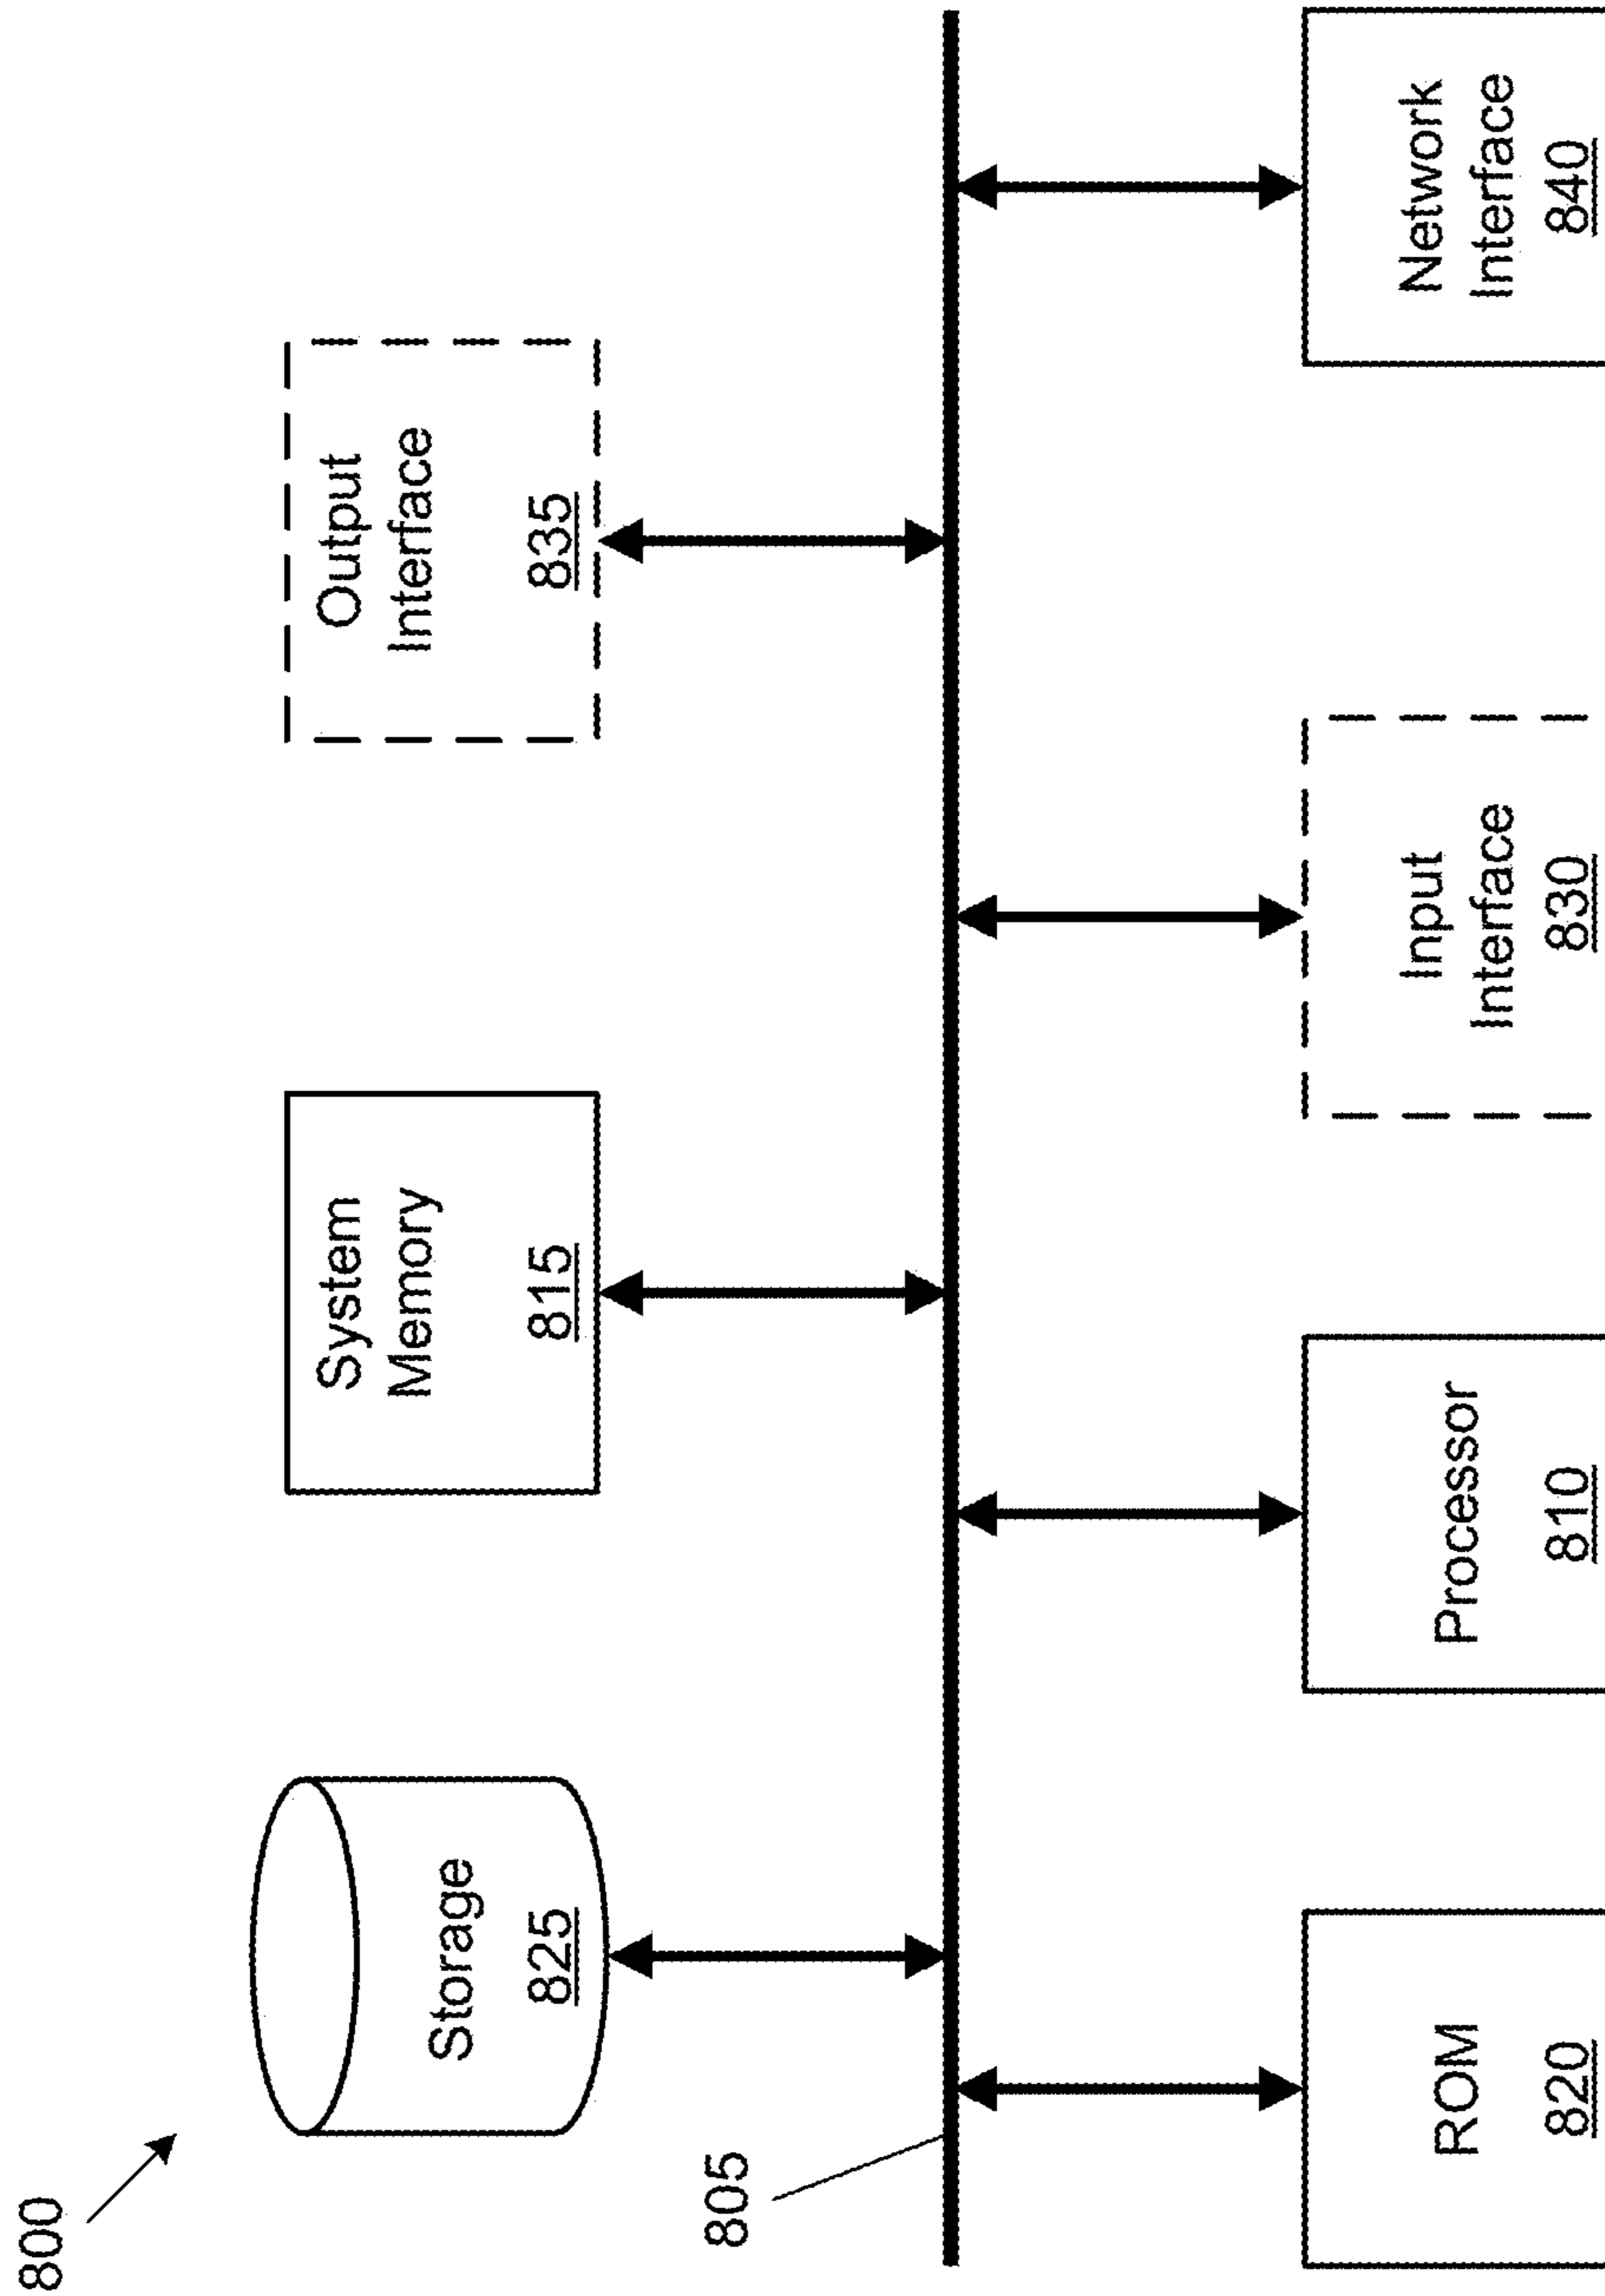 800
Storage
825
System
Memory
815
Output
Interface
835
805
ROM
820
Processor
810
Input
Interface
830
Network
Interface
840